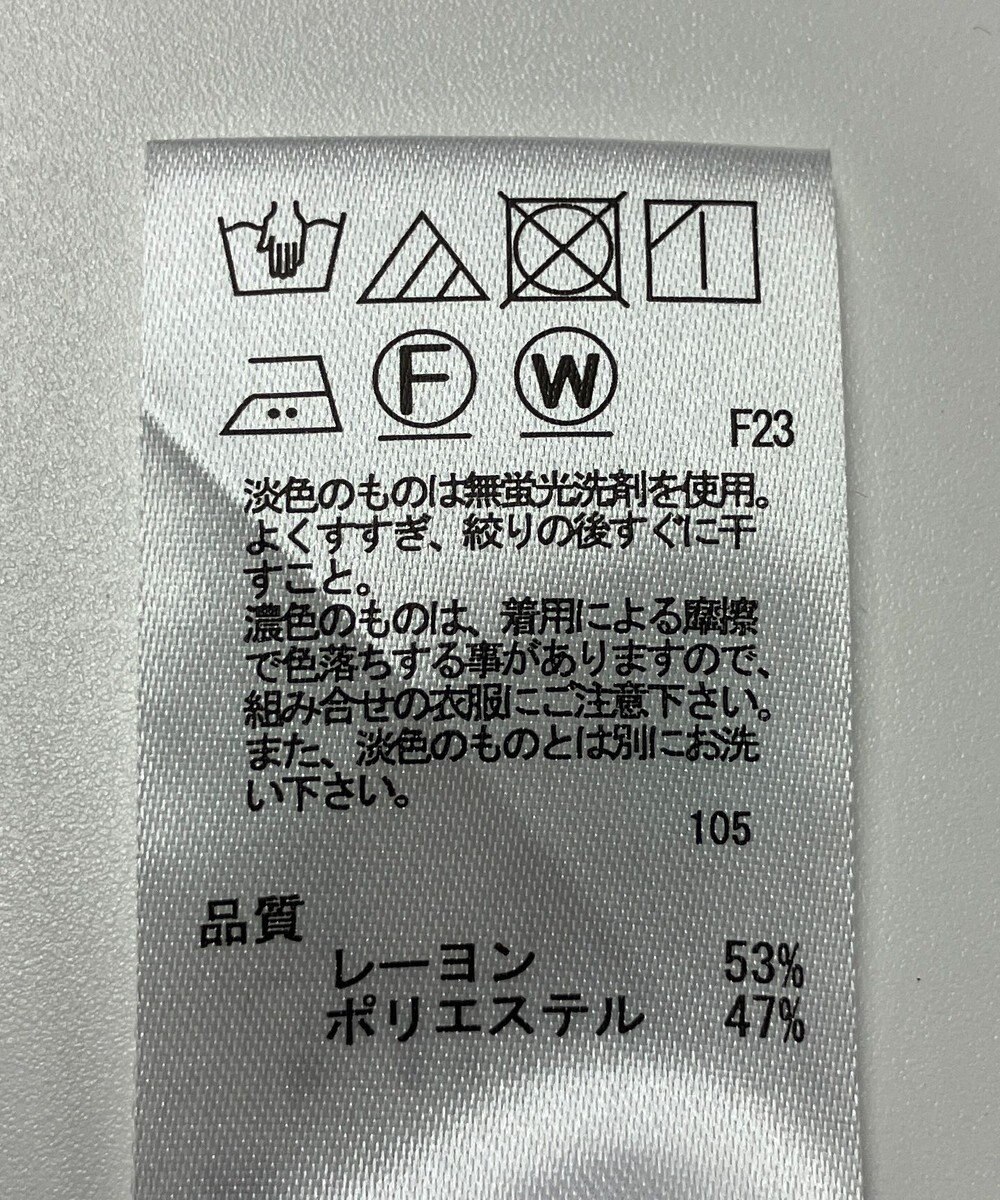 F W
F23
淡色のものは無蛍光洗剤を使用。
よくすすぎ、絞りの後すぐに干
すこと。
濃色のものは、着用による摩擦
で色落ちする事がありますので、
組み合せの衣服にご注意下さい。
また、淡色のものとは別にお洗
い下さい。
105
品質
レーヨン 53%
ポリエステル 47%